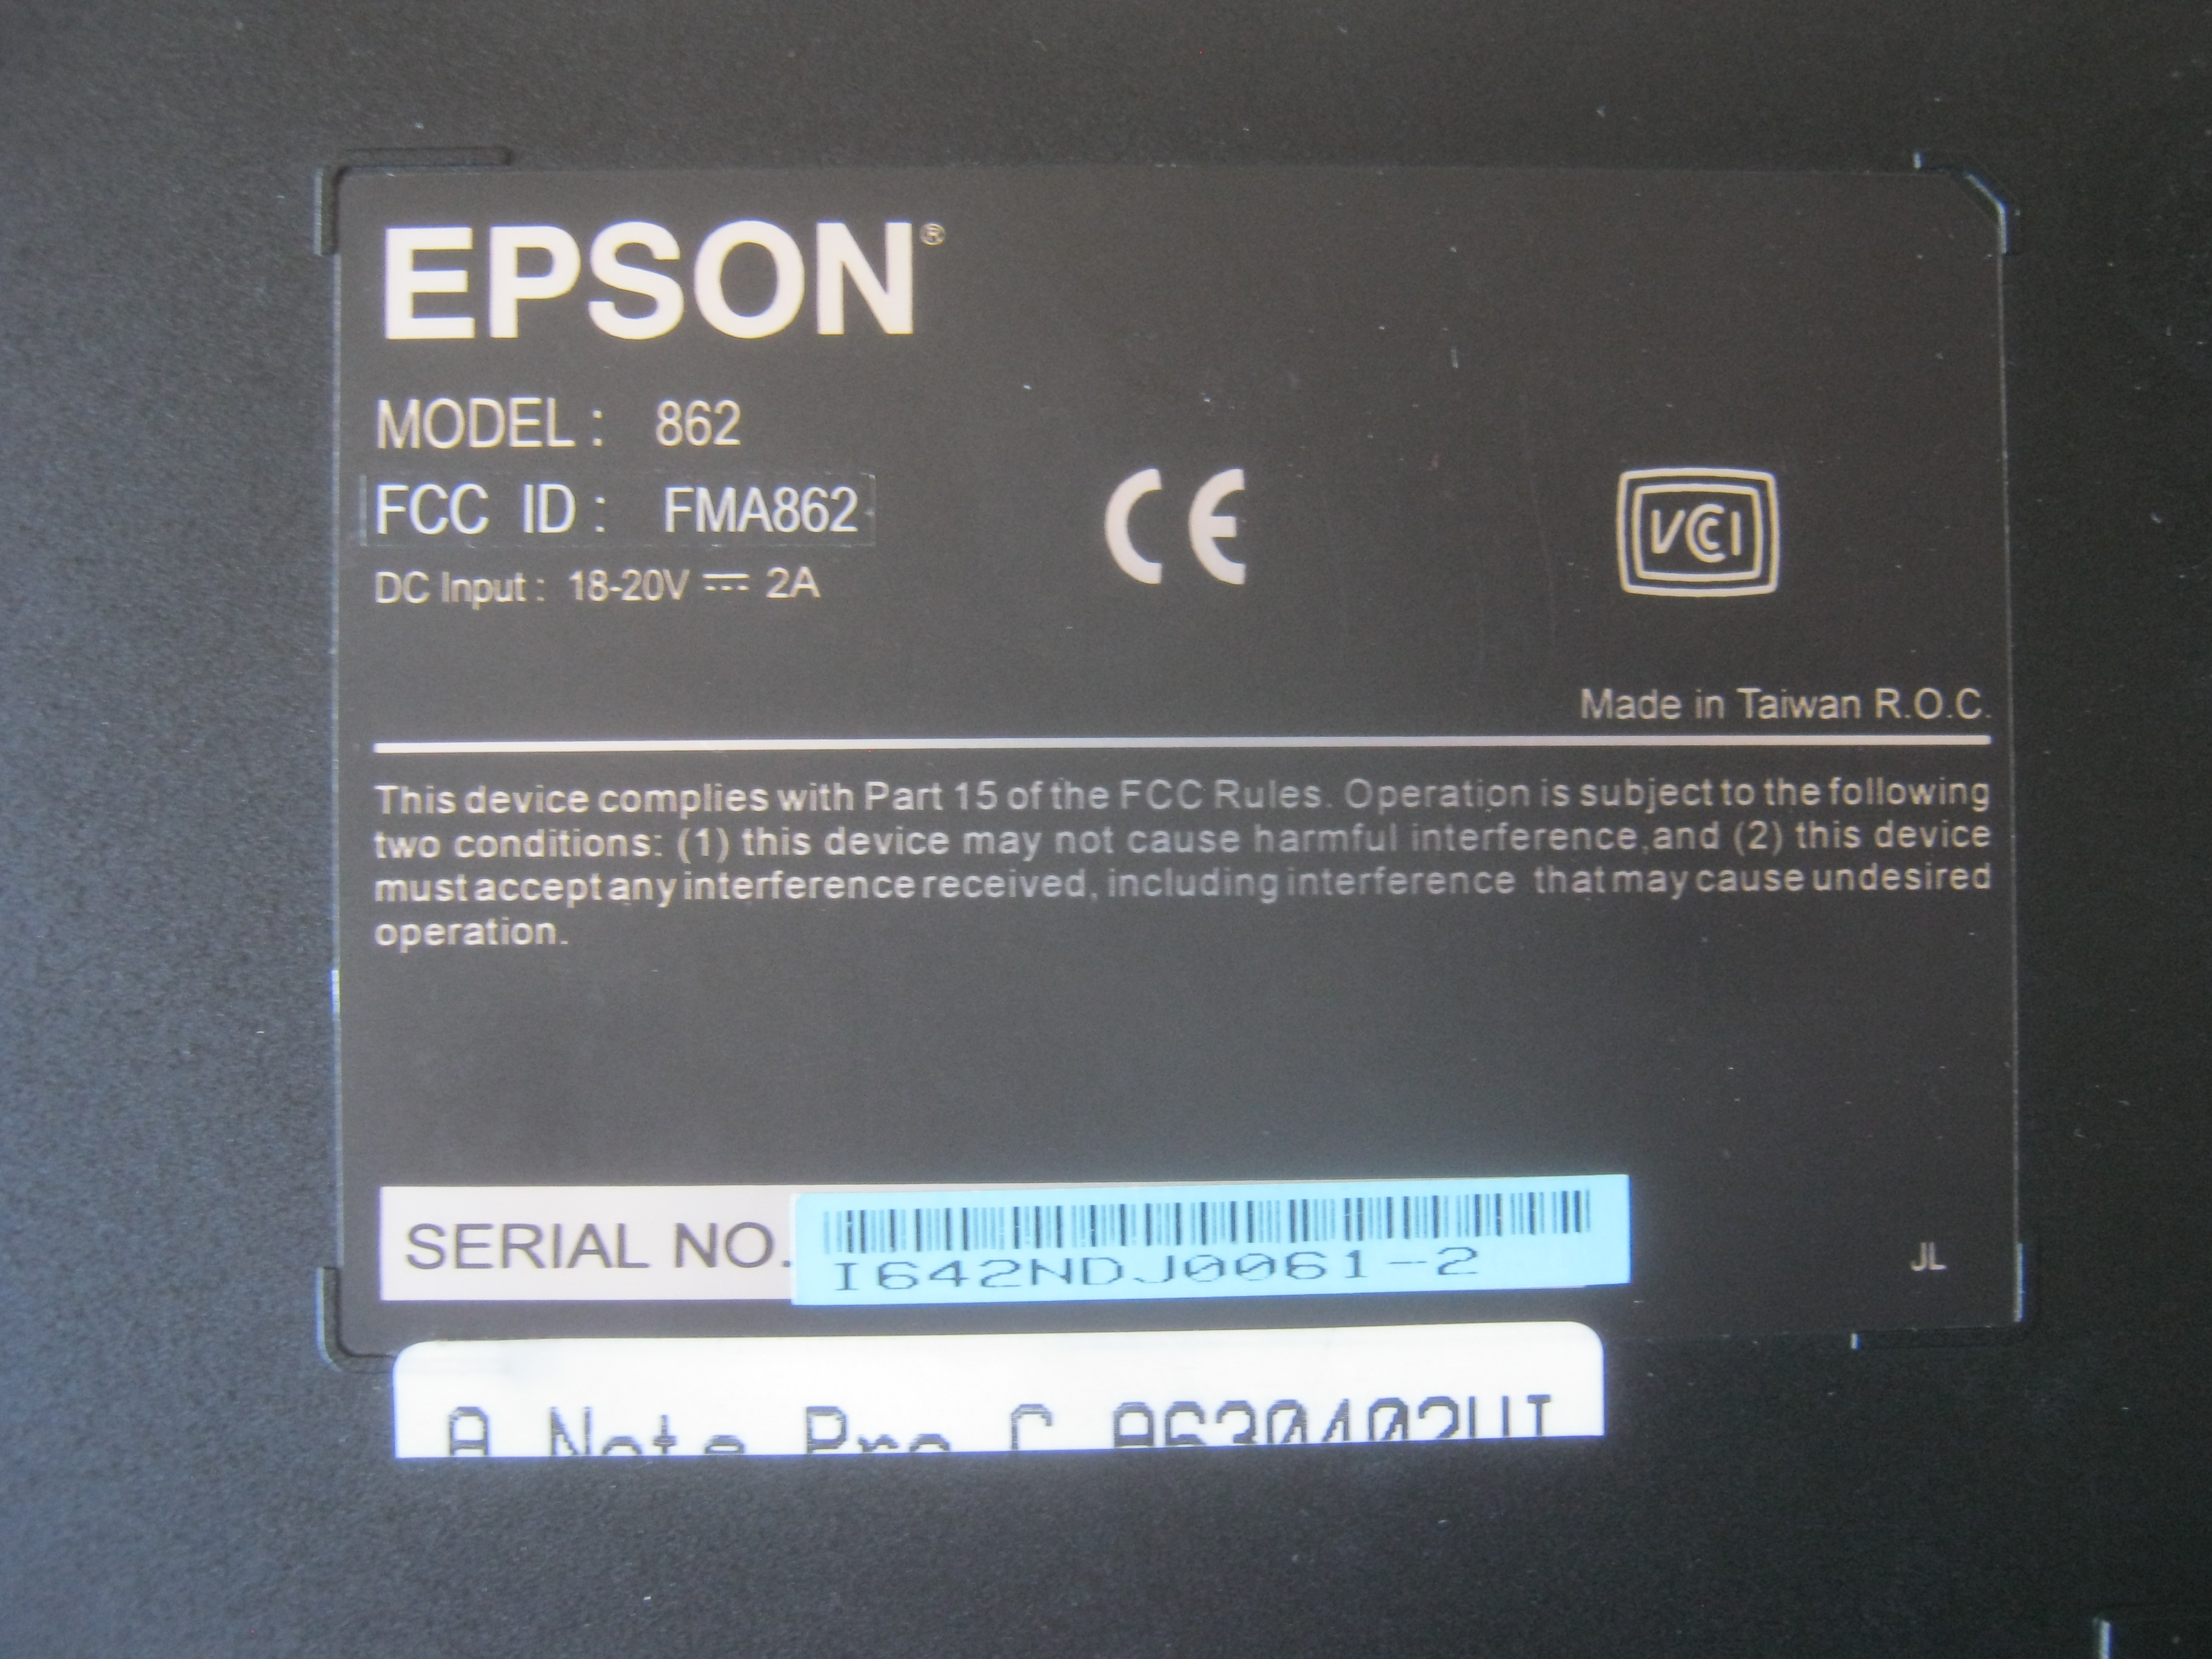 EPSON®
MODEL : 862
FCC ID : FMA862
DC Input : 18-20V ⎓ 2A
CE
VCCI
Made in Taiwan R.O.C.
This device complies with Part 15 of the FCC Rules. Operation is subject to the following
two conditions: (1) this device may not cause harmful interference,and (2) this device
must accept any interference received, including interference that may cause undesired
operation.
SERIAL NO.
I642NDJ0061-2
JL
Note Pro C